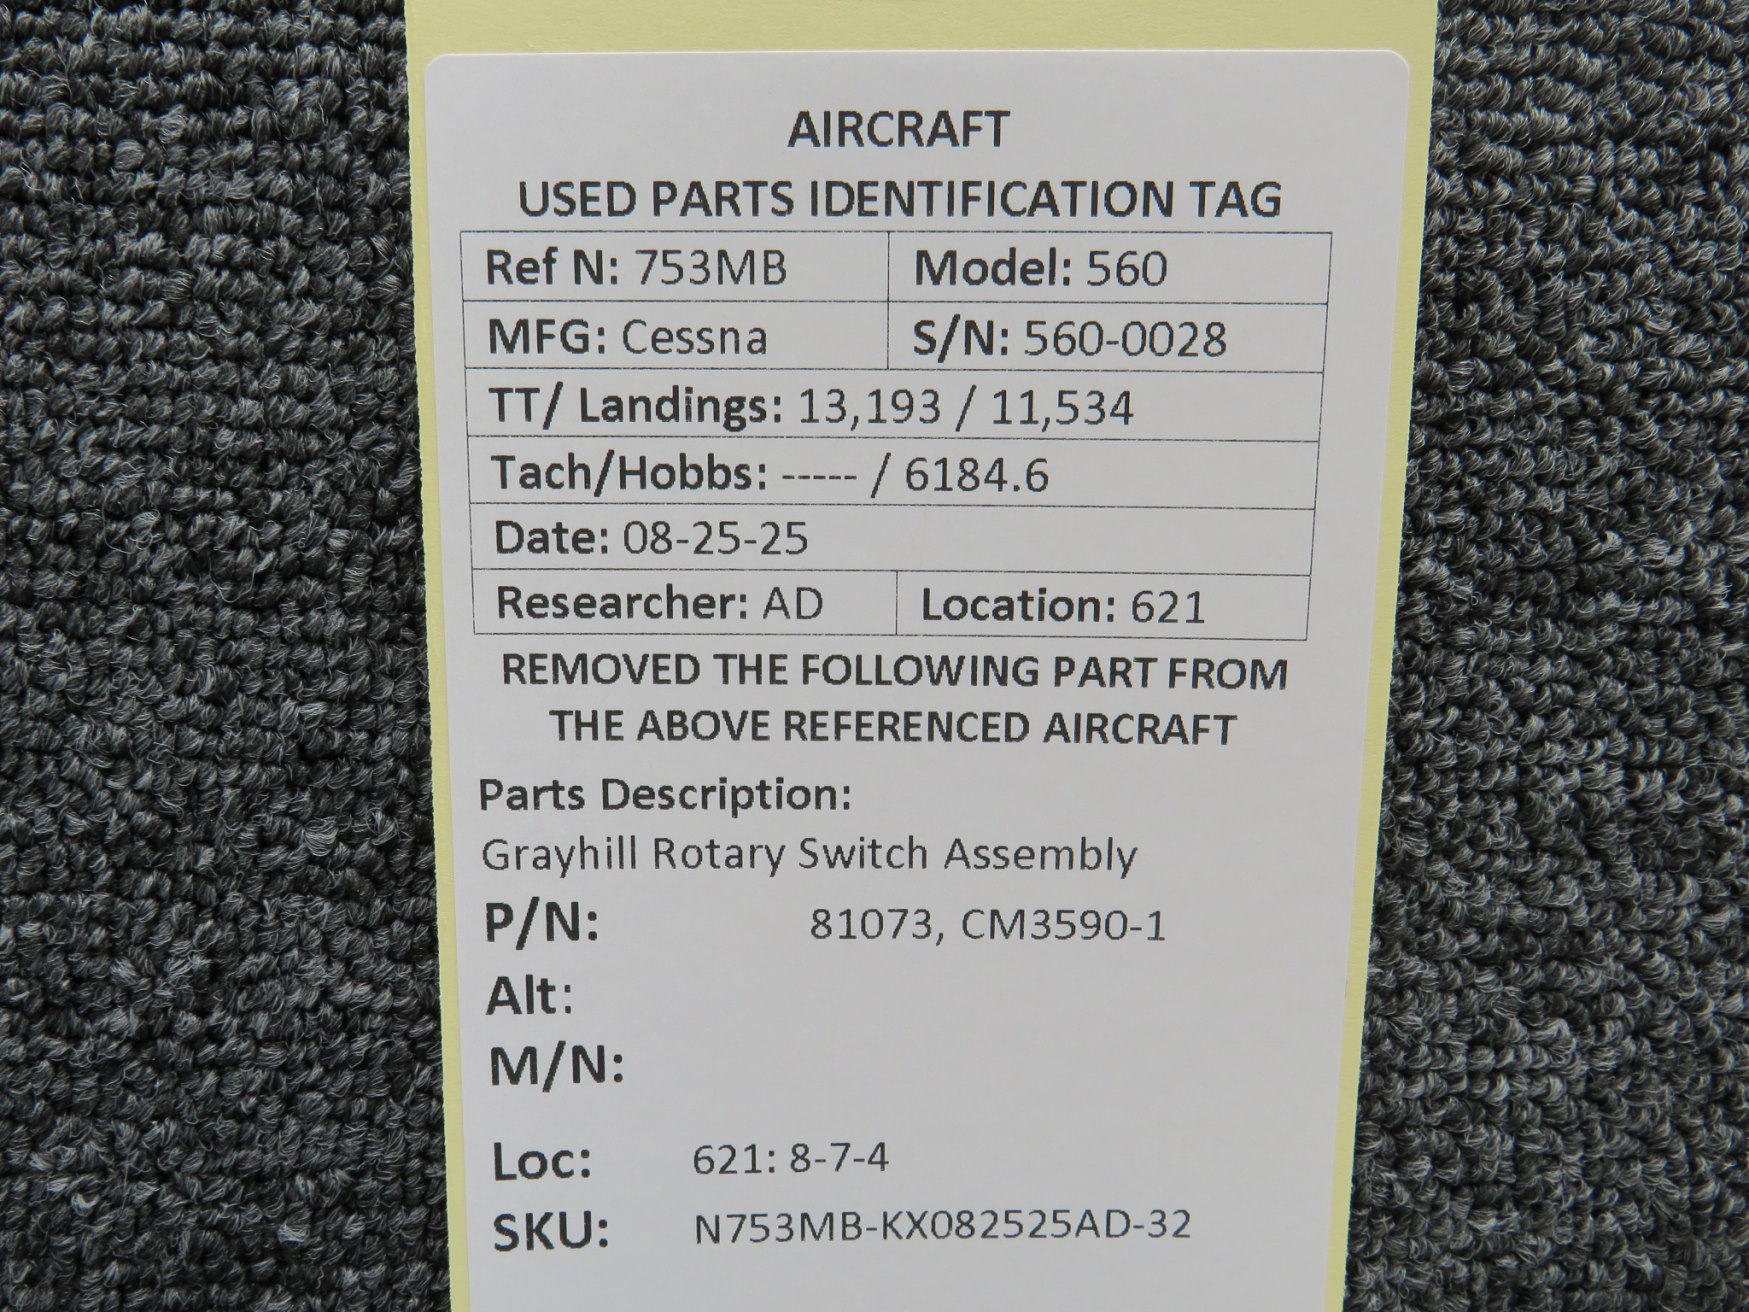 AIRCRAFT
USED PARTS IDENTIFICATION TAG
Ref N: 753MB Model: 560
MFG: Cessna S/N: 560-0028
TT/ Landings: 13,193 / 11,534
Tach/Hobbs: ----- / 6184.6
Date: 08-25-25
Researcher: AD Location: 621
REMOVED THE FOLLOWING PART FROM
THE ABOVE REFERENCED AIRCRAFT
Parts Description:
Grayhill Rotary Switch Assembly
P/N: 81073, CM3590-1
Alt:
M/N:
Loc: 621: 8-7-4
SKU: N753MB-KX082525AD-32